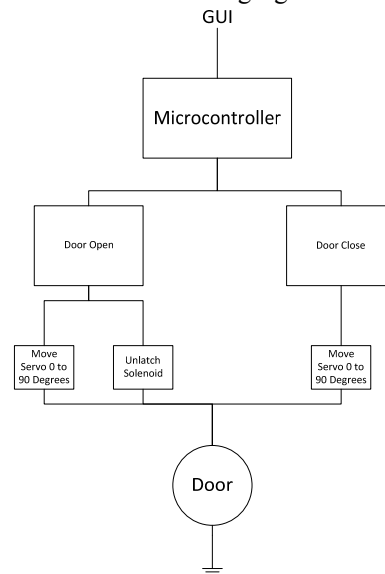 GUI
Microcontroller
Door Open
Door Close
Move
Servo 0 to
90 Degrees
Unlatch
Solenoid
Move
Servo 0 to
90 Degrees
Door